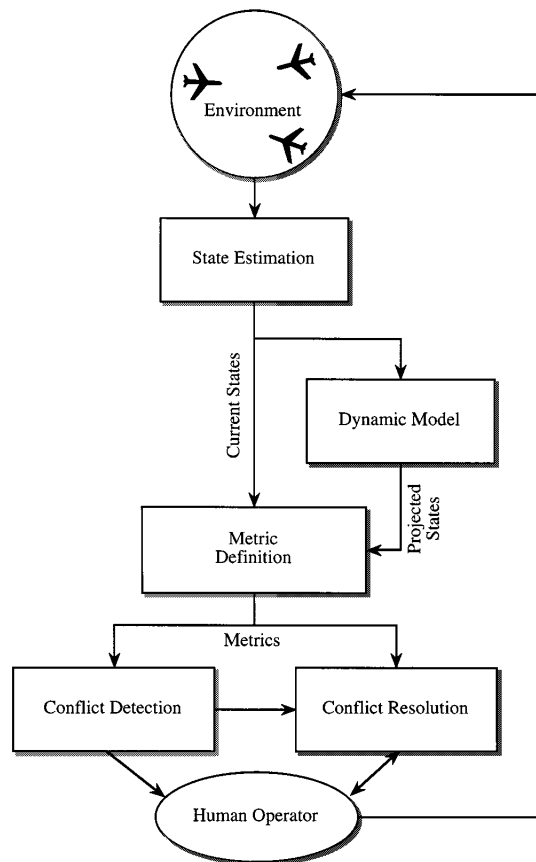 Environment
State Estimation
Current States
Dynamic Model
Projected
States
Metric
Definition
Metrics
Conflict Detection
Conflict Resolution
Human Operator